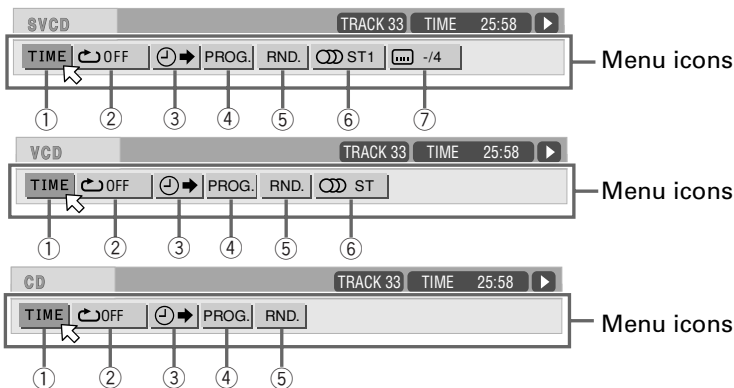 SVCD TRACK 33 TIME 25:58
TIME OFF PROG. RND. ST1 -/4
Menu icons
① ② ③ ④ ⑤ ⑥ ⑦
VCD TRACK 33 TIME 25:58
TIME OFF PROG. RND. ST
Menu icons
① ② ③ ④ ⑤ ⑥
CD TRACK 33 TIME 25:58
TIME OFF PROG. RND.
Menu icons
① ② ③ ④ ⑤